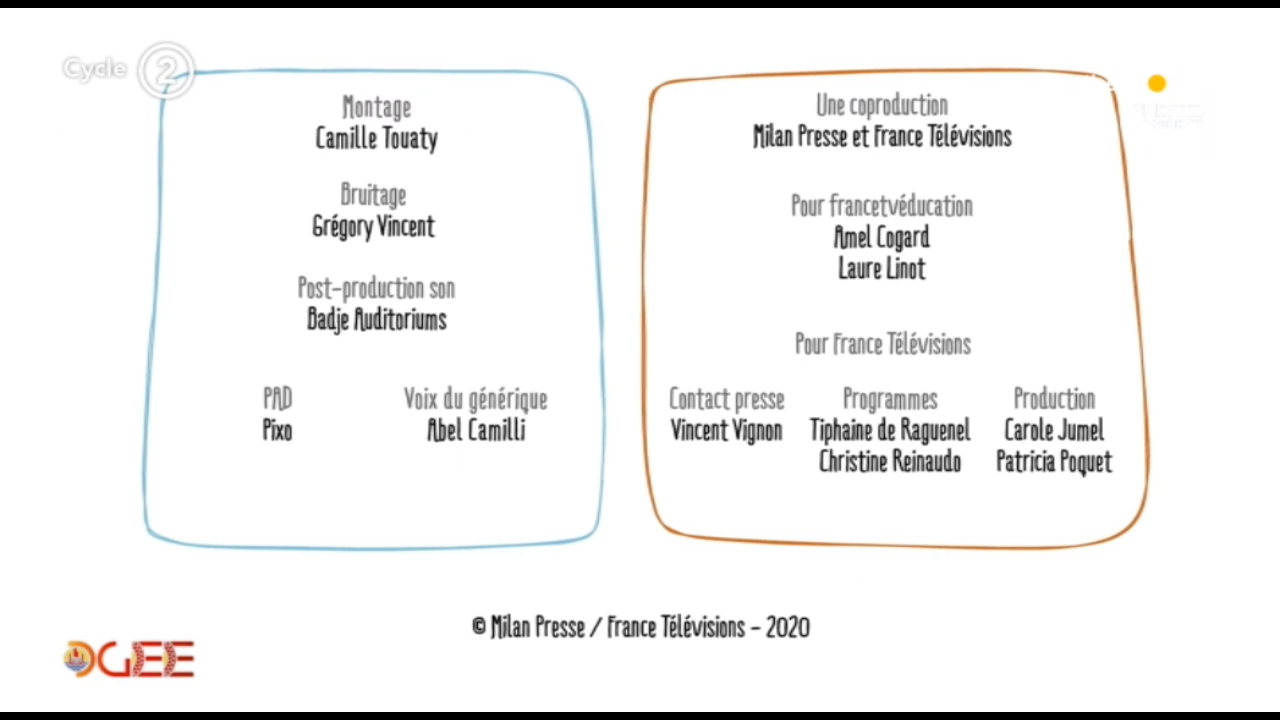 Cycle 2
Montage
Camille Touaty
Bruitage
Grégory Vincent
Post-production son
Badje Auditoriums
PAD
Pixo
Voix du générique
Abel Camilli
Une coproduction
Milan Presse et France Télévisions
Pour francetvéducation
Amel Cogard
Laure Linot
Pour France Télévisions
Contact presse
Vincent Vignon
Programmes
Tiphaine de Raguenel
Christine Reinaudo
Production
Carole Jumel
Patricia Poquet
© Milan Presse / France Télévisions - 2020
DGEE